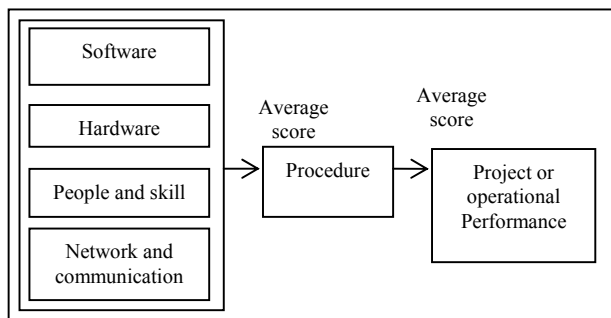 Software
Hardware
People and skill
Network and
communication
Average
score
Procedure
Average
score
Project or
operational
Performance